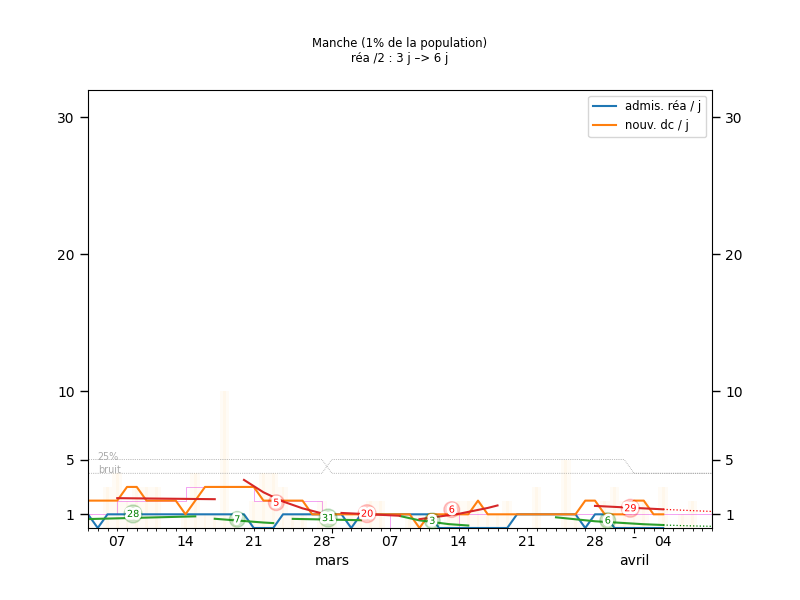 Manche (1% de la population)
réa /2 : 3 j –> 6 j
admis. réa / j
nouv. dc / j
30 30
20 20
10 10
5 5
1 1
25%
bruit
28 7 5 31 20 3 6 6 29
07 14 21 28 07 14 21 28 - 04
mars avril